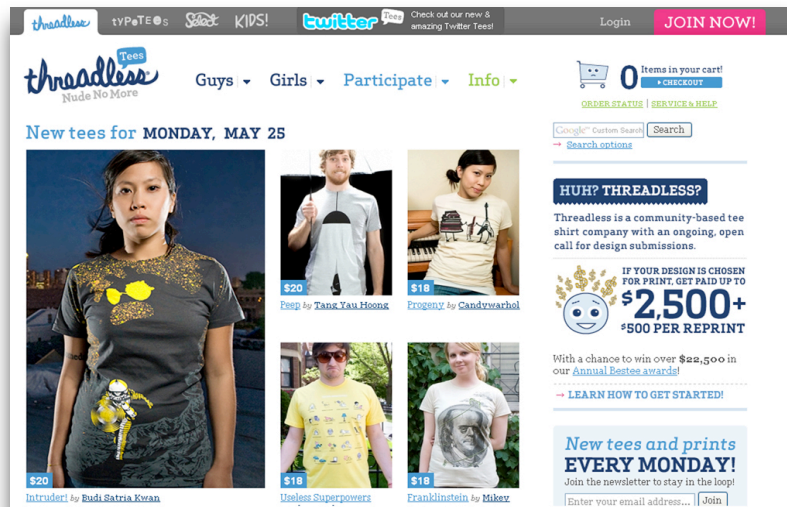 threadless
tYPeTEes
Select
KIDS!
twitter Tees
Check out our new &
amazing Twitter Tees!
Login
JOIN NOW!
threadless Tees
Nude No More
Guys
Girls
Participate
Info
0 Items in your cart!
CHECKOUT
ORDER STATUS | SERVICE & HELP
New tees for MONDAY, MAY 25
Google™ Custom Search Search
→ Search options
HUH? THREADLESS?
Threadless is a community-based tee
shirt company with an ongoing, open
call for design submissions.
IF YOUR DESIGN IS CHOSEN
FOR PRINT, GET PAID UP TO
$2,500+
$500 PER REPRINT
With a chance to win over $22,500 in
our Annual Bestee awards!
→ LEARN HOW TO GET STARTED!
New tees and prints
EVERY MONDAY!
Join the newsletter to stay in the loop!
Enter your email address... Join
$20
Peep by Tang Yau Hoong
$18
Progeny by Candywarhol
$20
Intruder! by Budi Satria Kwan
$18
Useless Superpowers
$18
Franklinstein by Mikey